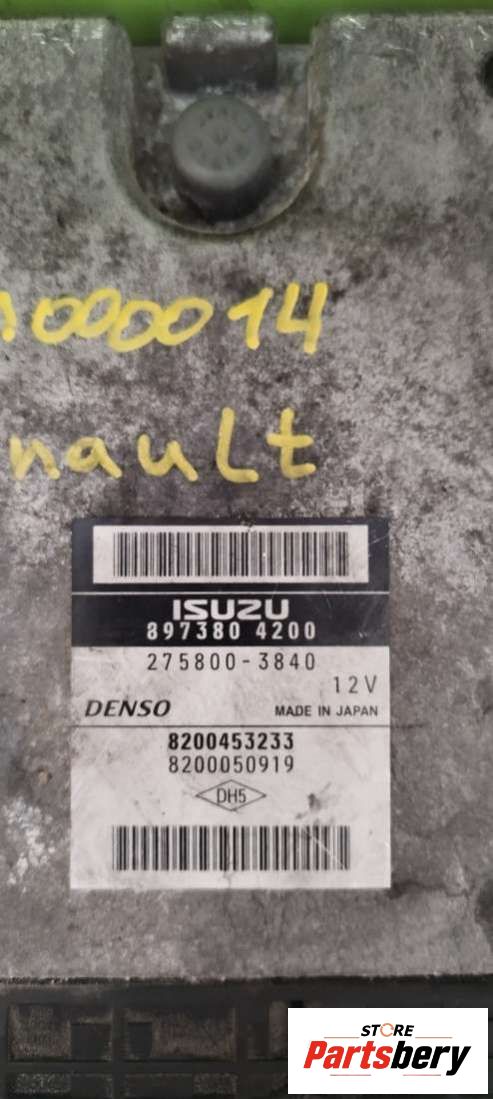 000014
nault
ISUZU
897380 4200
275800-3840
12V
DENSO MADE IN JAPAN
8200453233
8200050919
DH5
STORE
Partsbery